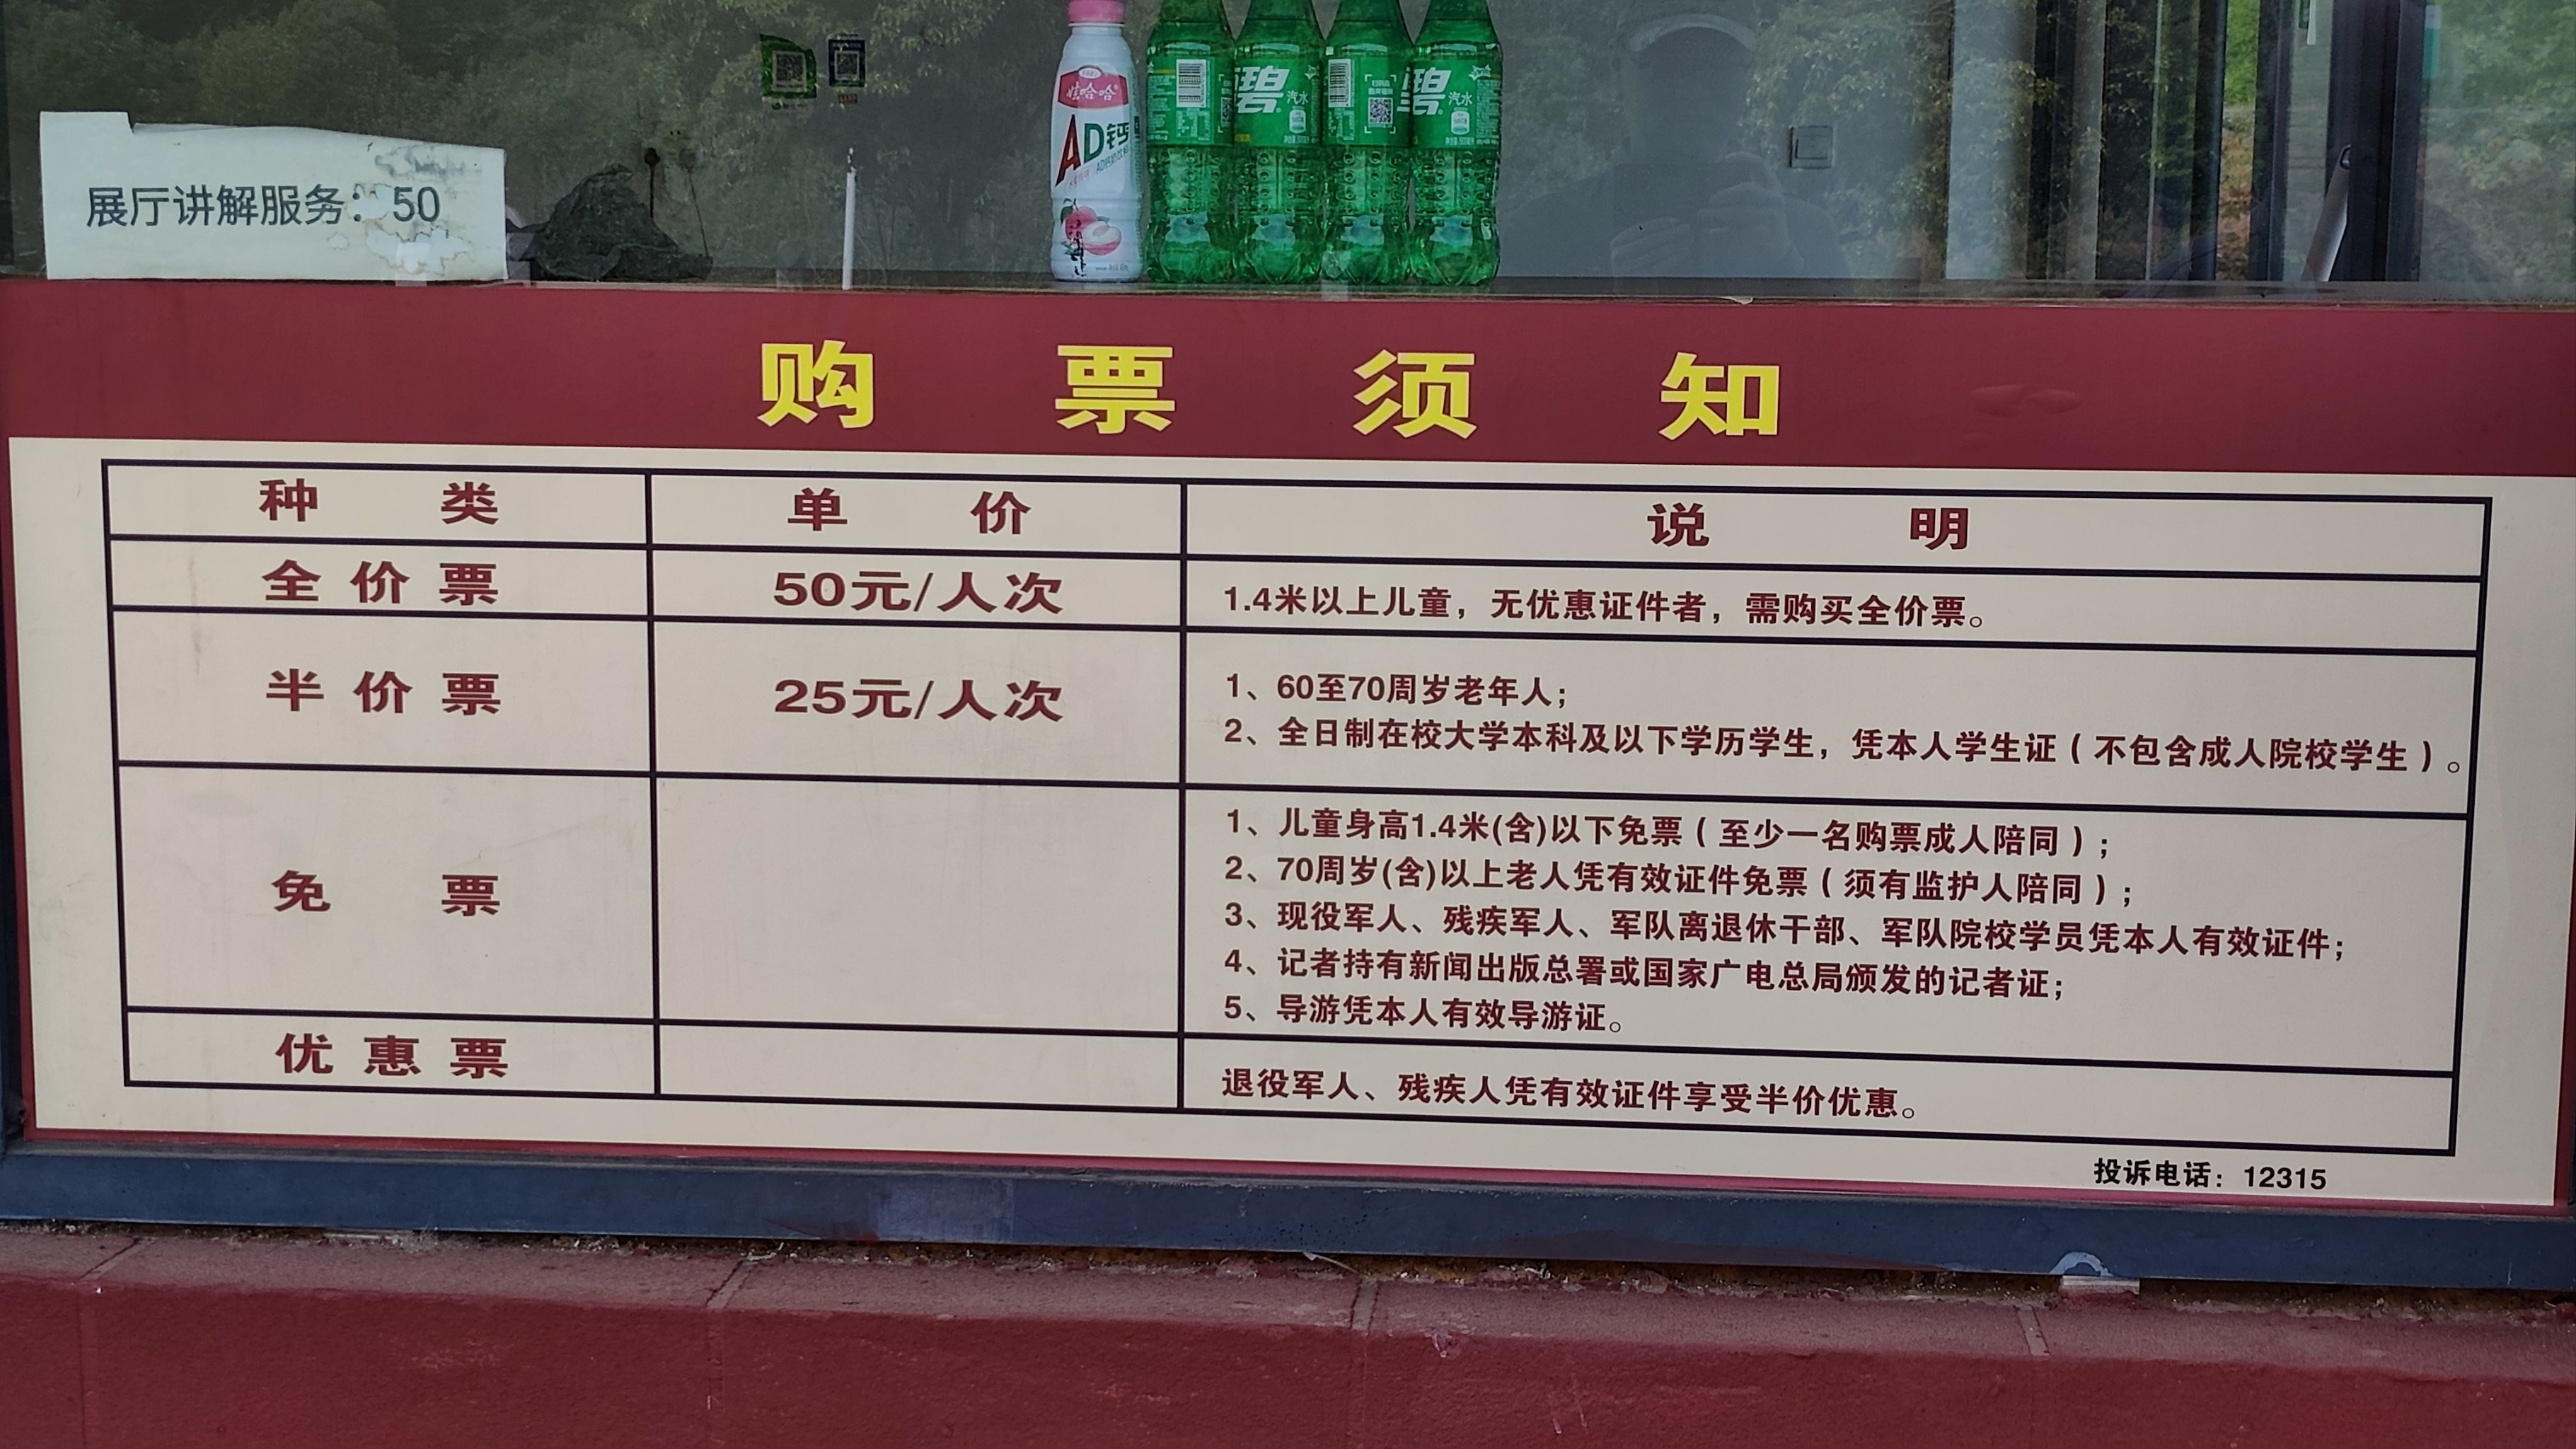 展厅讲解服务：50
娃哈哈
AD钙
碧
汽水
碧
汽水
购票须知
种类 单价 说明
全价票 50元/人次 1.4米以上儿童，无优惠证件者，需购买全价票。
半价票 25元/人次
1、60至70周岁老年人；
2、全日制在校大学本科及以下学历学生，凭本人学生证（不包含成人院校学生）。
免票
1、儿童身高1.4米(含)以下免票（至少一名购票成人陪同）；
2、70周岁(含)以上老人凭有效证件免票（须有监护人陪同）；
3、现役军人、残疾军人、军队离退休干部、军队院校学员凭本人有效证件；
4、记者持有新闻出版总署或国家广电总局颁发的记者证；
5、导游凭本人有效导游证。
优惠票 退役军人、残疾人凭有效证件享受半价优惠。
投诉电话：12315